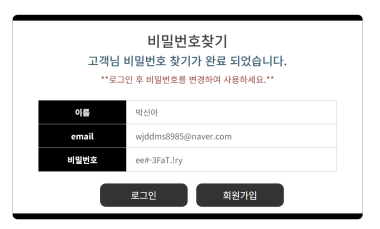 비밀번호찾기
고객님 비밀번호 찾기가 완료 되었습니다.
**로그인 후 비밀번호를 변경하여 사용하세요.**
이름 박신아
email wjddms8985@naver.com
비밀번호 ee#-3FaT.!ry
로그인 회원가입